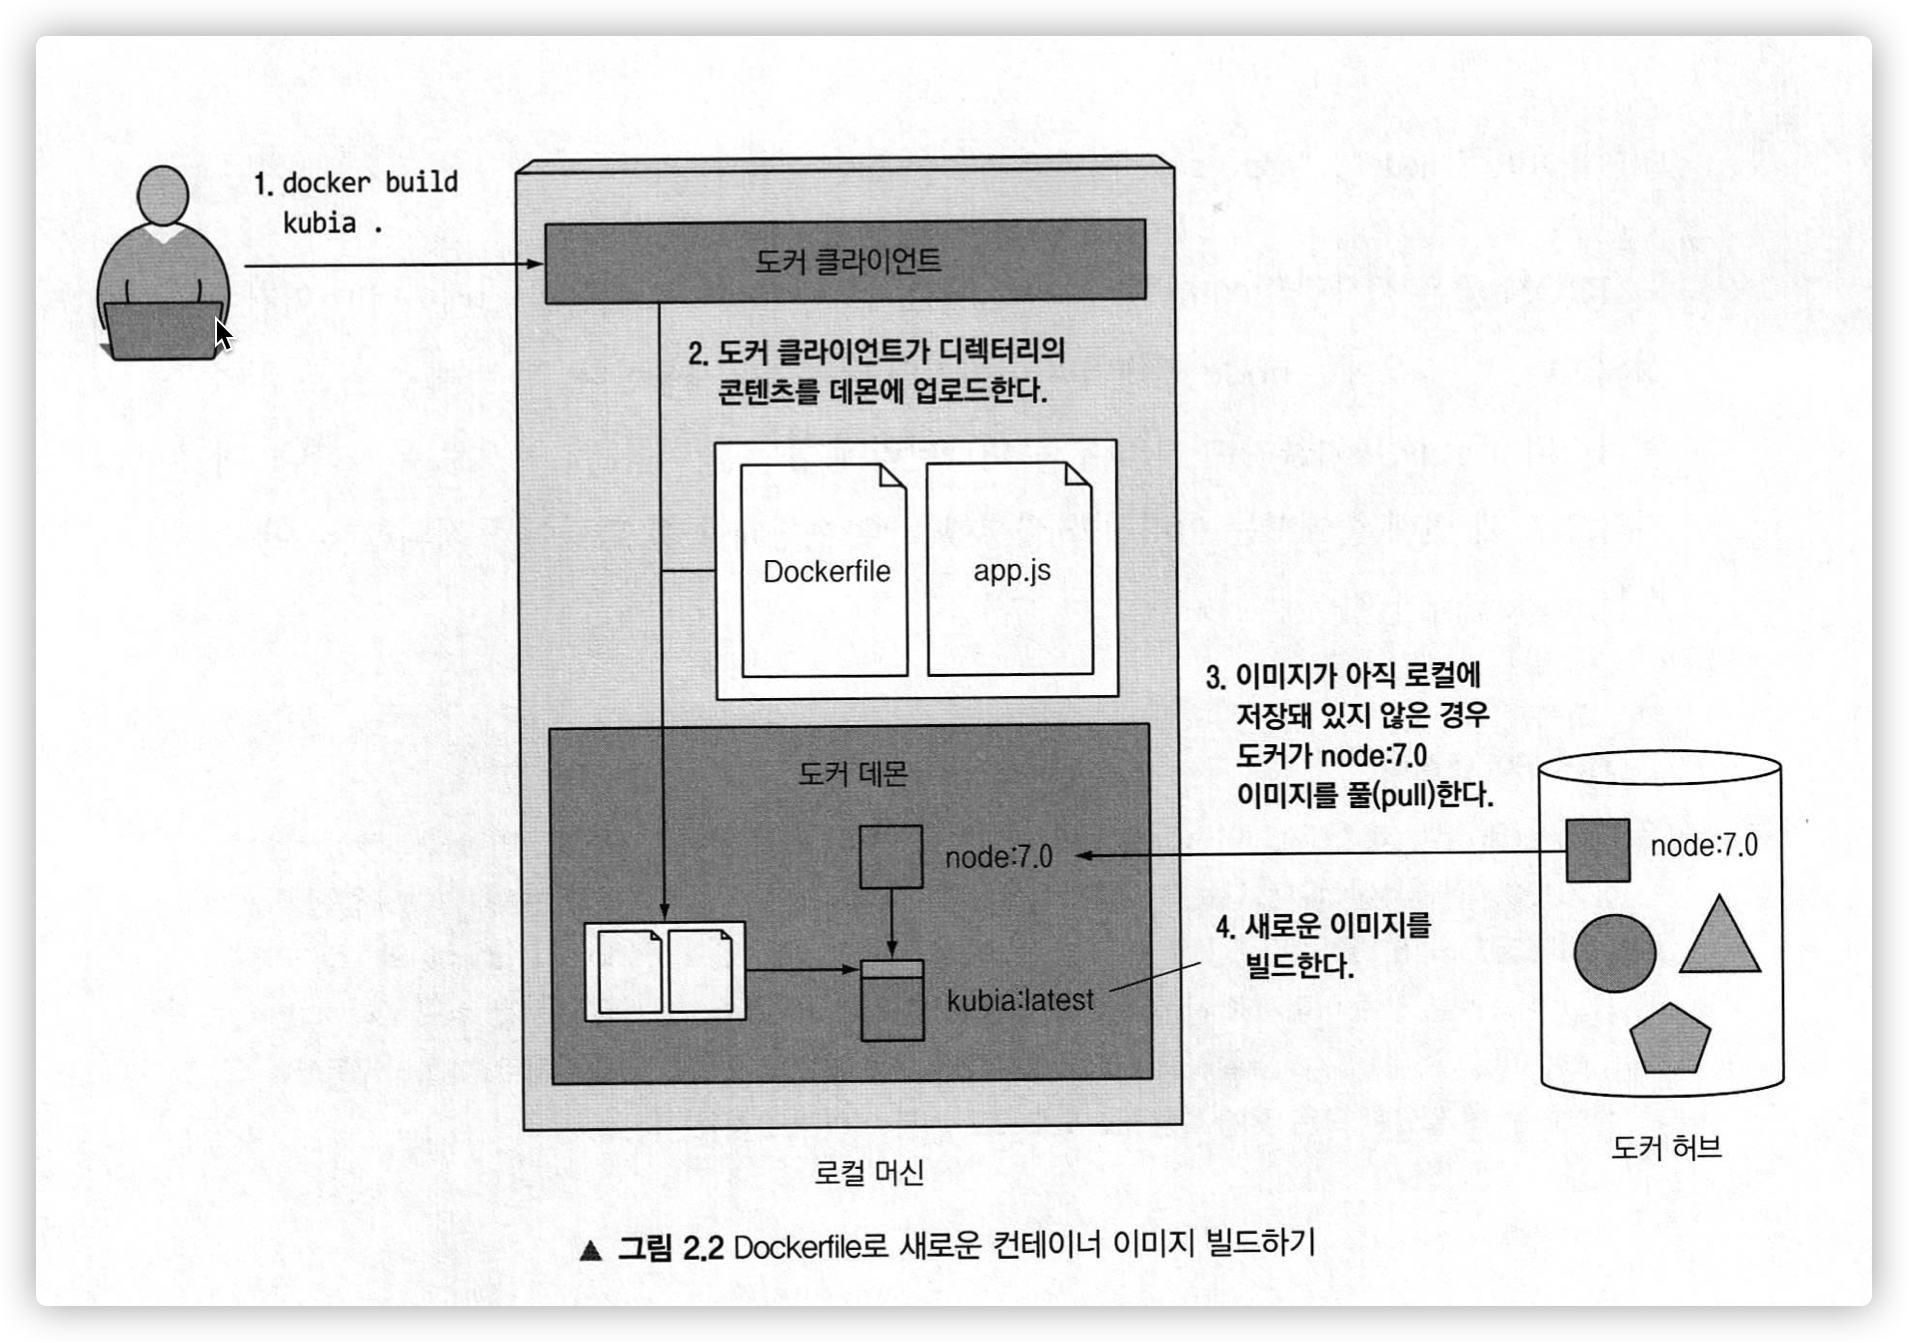 1. docker build
kubia .
도커 클라이언트
2. 도커 클라이언트가 디렉터리의
콘텐츠를 데몬에 업로드한다.
Dockerfile
app.js
3. 이미지가 아직 로컬에
저장돼 있지 않은 경우
도커가 node:7.0
이미지를 풀(pull)한다.
도커 데몬
node:7.0
node:7.0
4. 새로운 이미지를
빌드한다.
kubia:latest
도커 허브
로컬 머신
▲ 그림 2.2 Dockerfile로 새로운 컨테이너 이미지 빌드하기